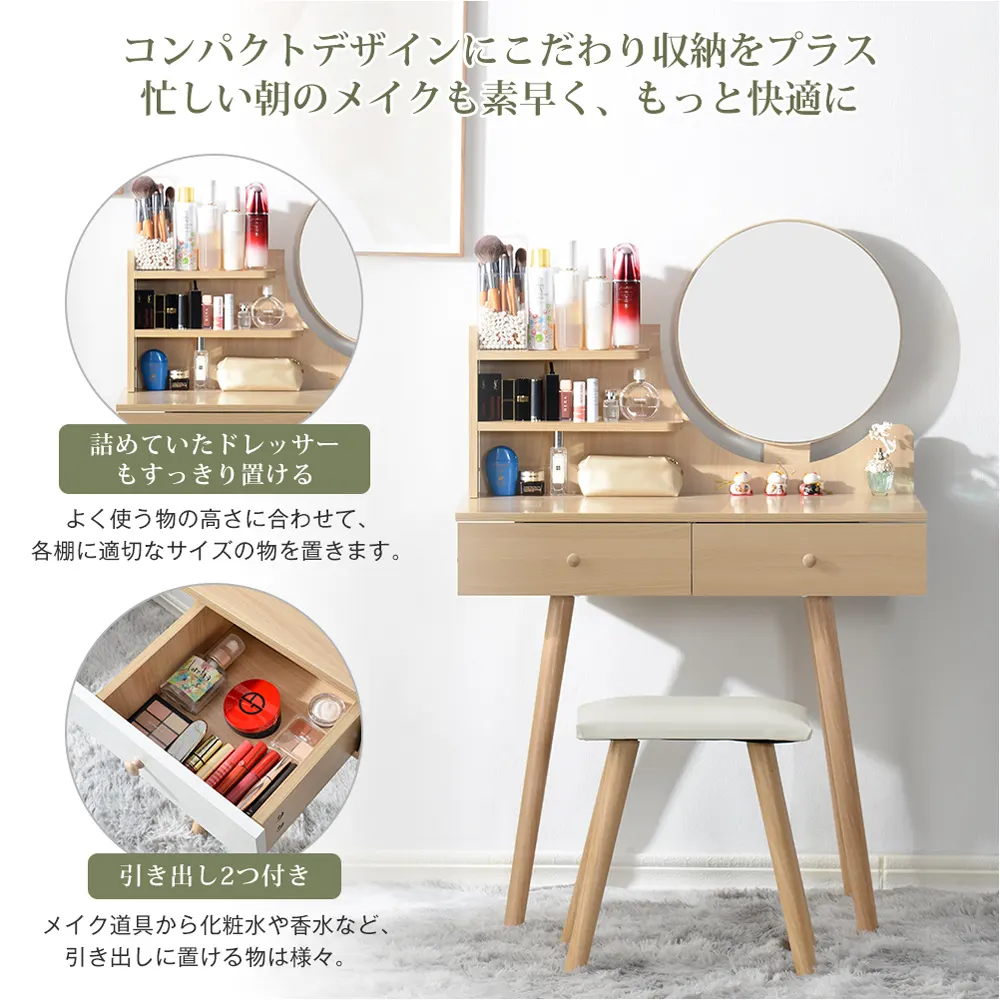 コンパクトデザインにこだわり収納をプラス
忙しい朝のメイクも素早く、もっと快適に
詰めていたドレッサー
もすっきり置ける
よく使う物の高さに合わせて、
各棚に適切なサイズの物を置きます。
引き出し2つ付き
メイク道具から化粧水や香水など、
引き出しに置ける物は様々。